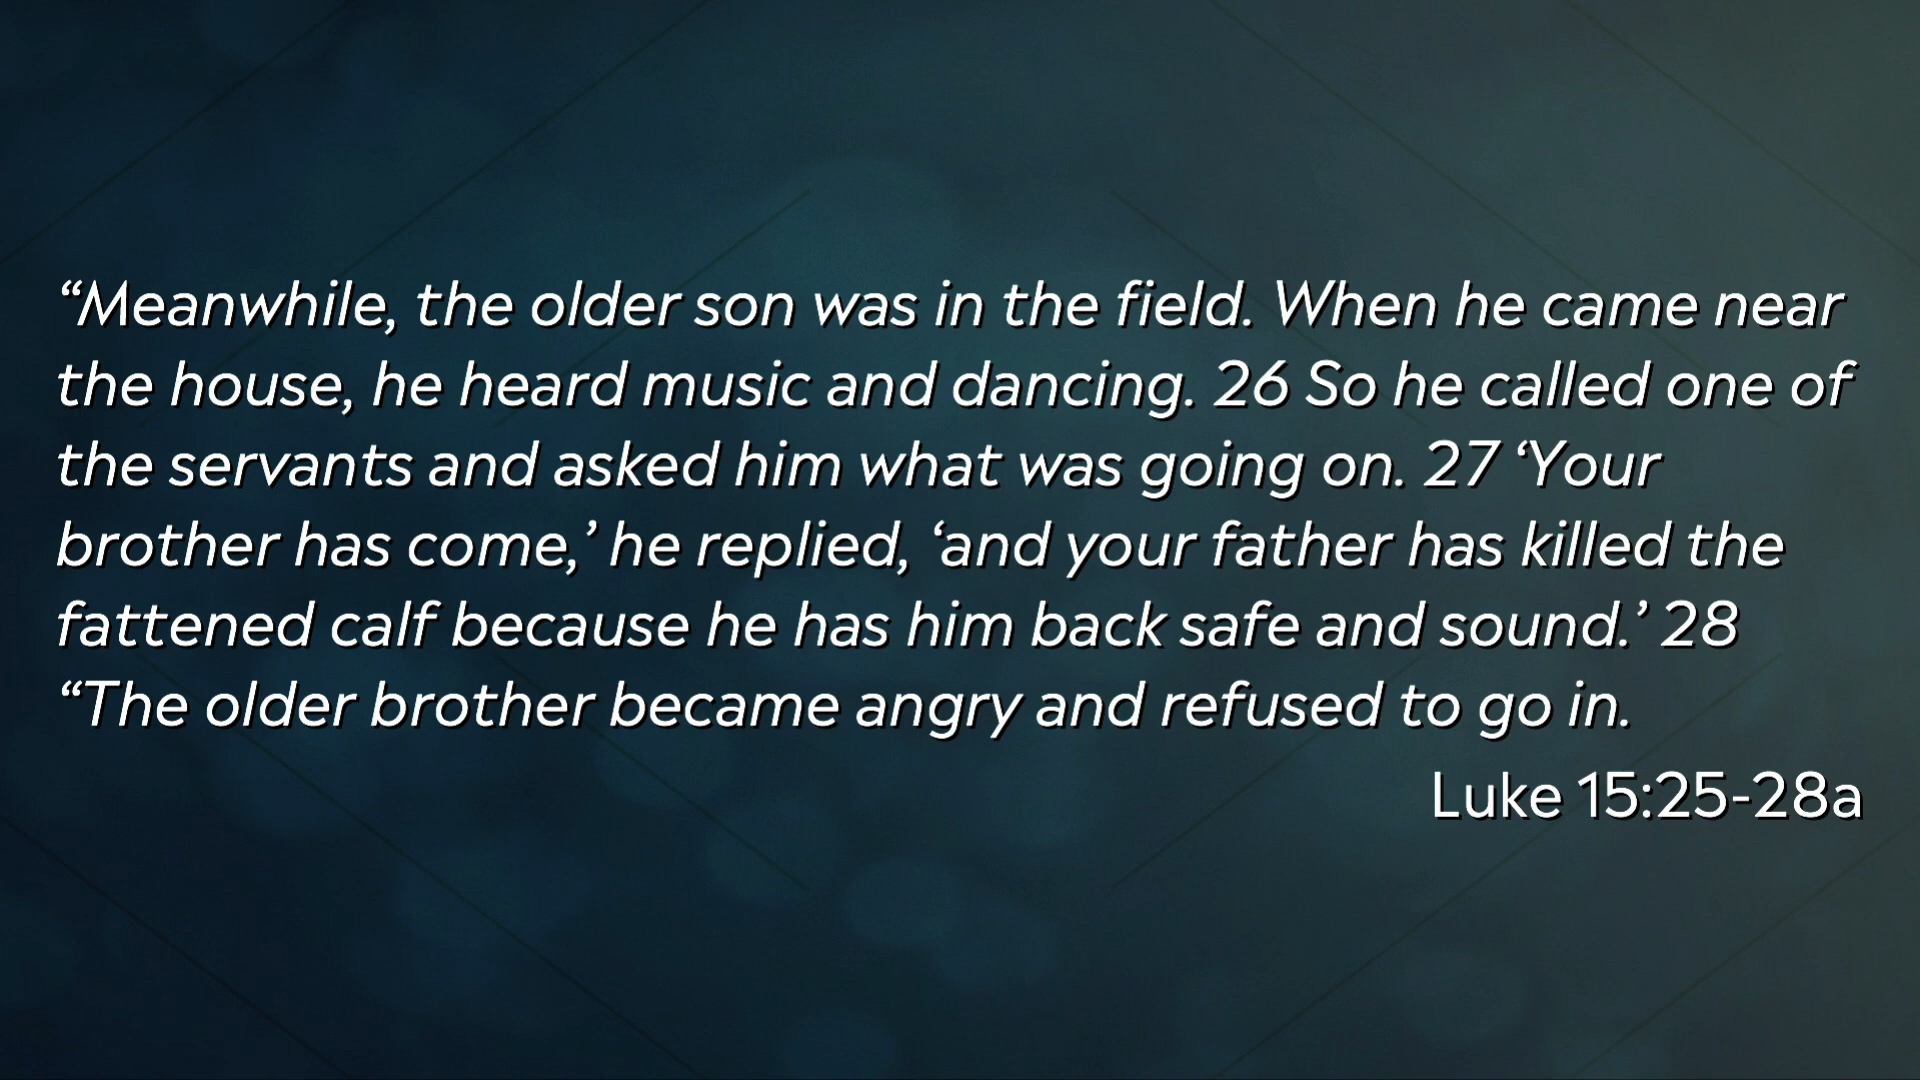 “Meanwhile, the older son was in the field. When he came near
the house, he heard music and dancing. 26 So he called one of
the servants and asked him what was going on. 27 ‘Your
brother has come,’ he replied, ‘and your father has killed the
fattened calf because he has him back safe and sound.’ 28
“The older brother became angry and refused to go in.
Luke 15:25-28a